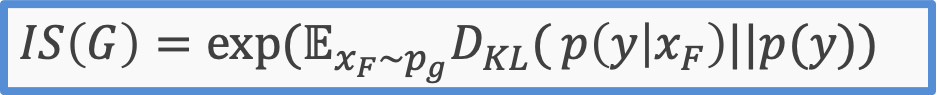 IS(G) = exp(𝔼_{x_F~p_g} D_{KL}( p(y|x_F)||p(y))